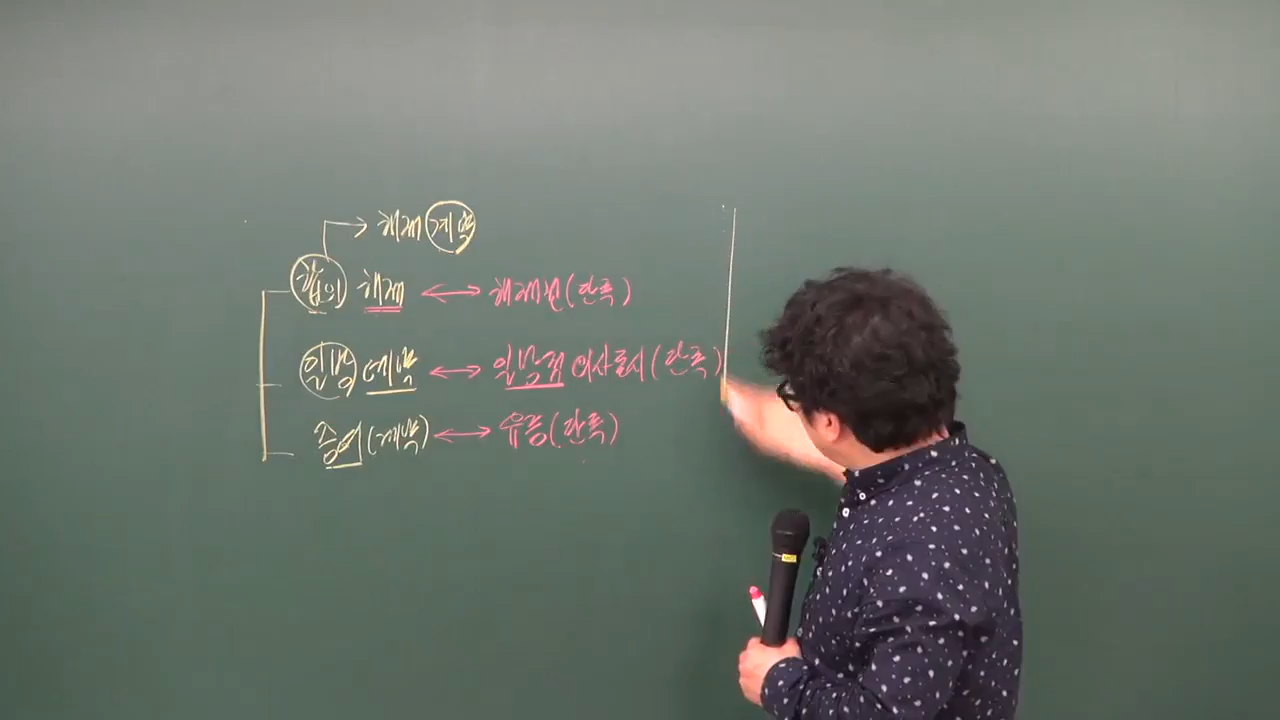 해제계약
합의 해제 ↔ 해제권(단독)
일방예약 ↔ 일방적 의사표시(단독)
증여(계약) ↔ 유증(단독)